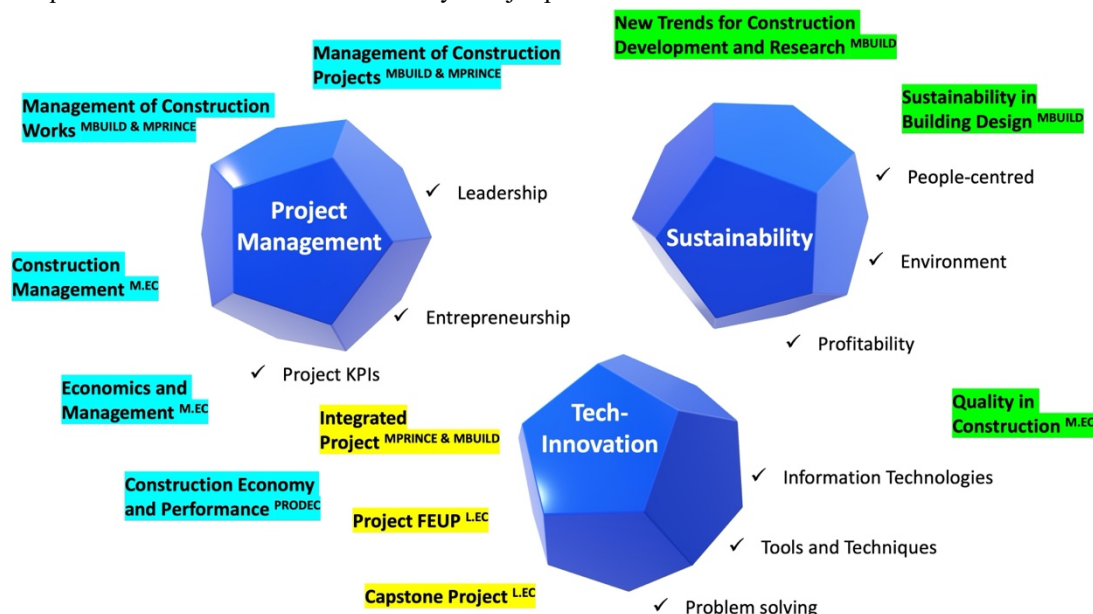 New Trends for Construction
Development and Research MBUILD
Management of Construction
Projects MBUILD & MPRINCE
Management of Construction
Works MBUILD & MPRINCE
Sustainability in
Building Design MBUILD
Project
Management
✓ Leadership
✓ Entrepreneurship
✓ Project KPIs
Sustainability
✓ People-centred
✓ Environment
✓ Profitability
Construction
Management M.EC
Economics and
Management M.EC
Construction Economy
and Performance PRODEC
Integrated
Project MPRINCE & MBUILD
Project FEUP L.EC
Capstone Project L.EC
Tech-
Innovation
✓ Information Technologies
✓ Tools and Techniques
✓ Problem solving
Quality in
Construction M.EC